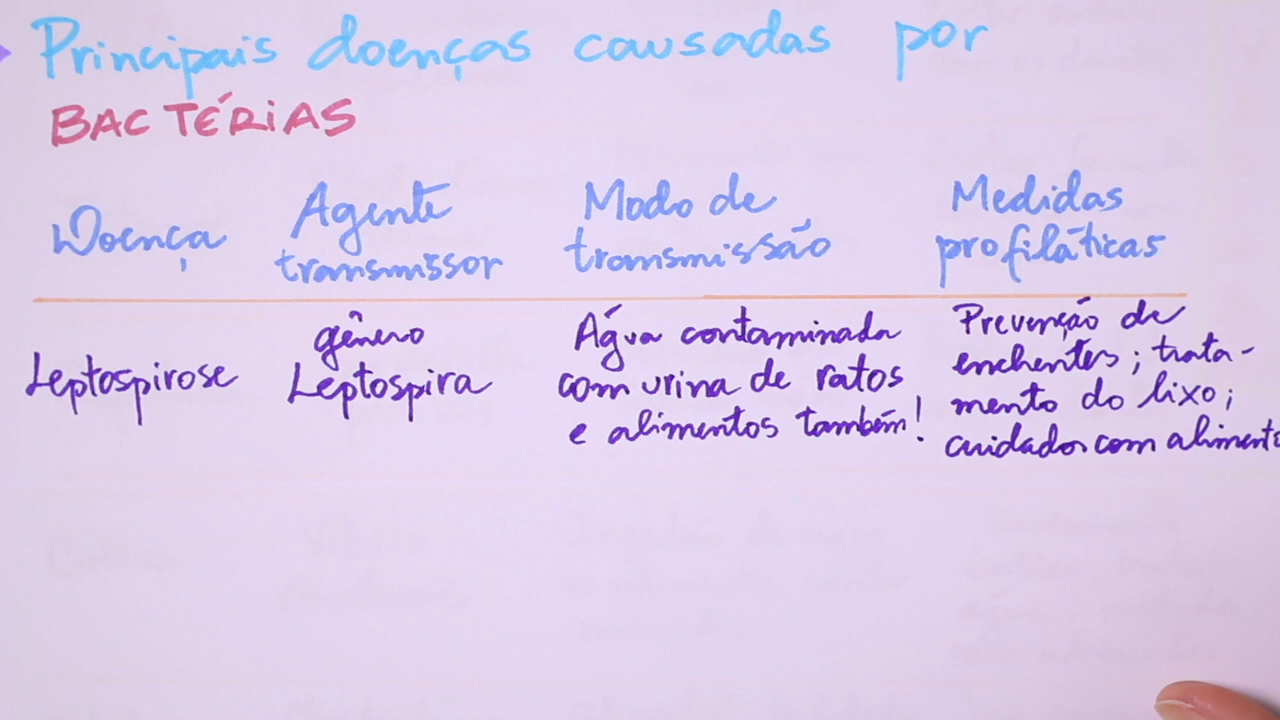 Principais doenças causadas por
BACTÉRIAS
Doença
Agente
transmissor
Modo de
transmissão
Medidas
profiláticas
Leptospirose
gênero
Leptospira
Água contaminada
com urina de ratos
e alimentos também!
Prevenção de
enchentes; trata-
mento do lixo;
cuidados com aliment